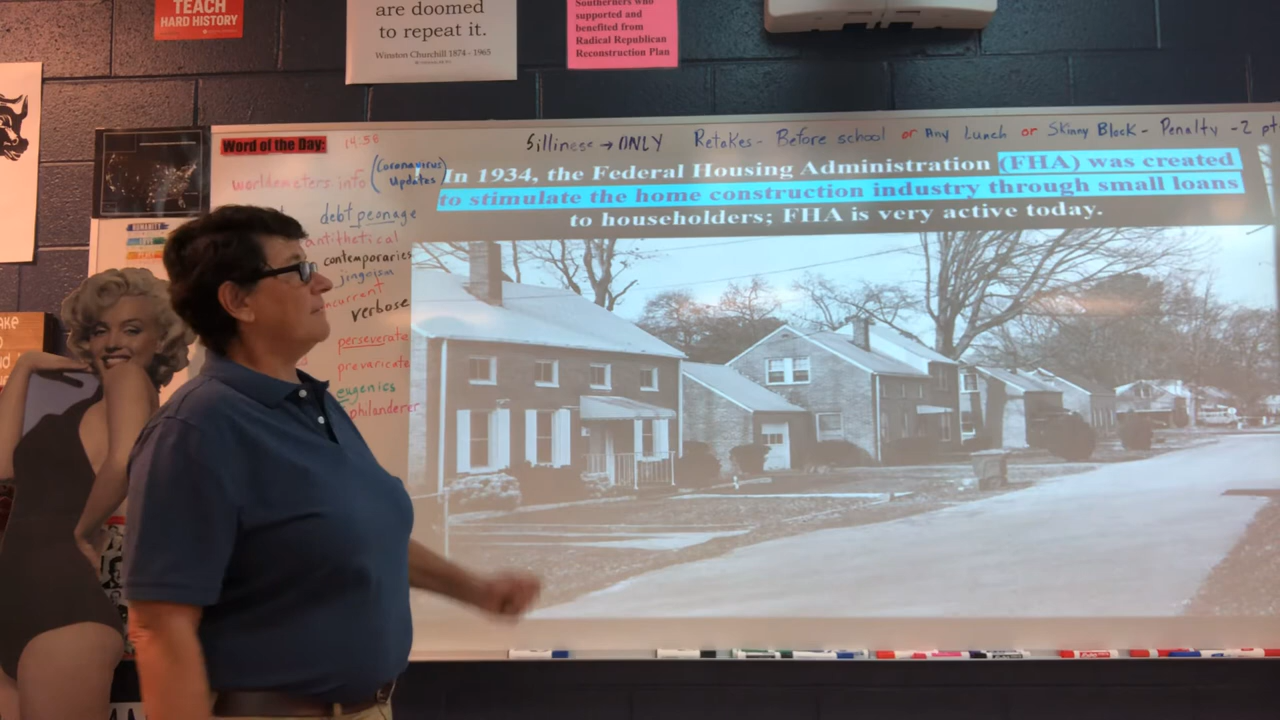 TEACH
HARD HISTORY
are doomed
to repeat it.
Winston Churchill 1874 - 1965
Southerners who
supported and
benefited from
Radical Republican
Reconstruction Plan
Silliness → ONLY
Retakes - Before school or Any Lunch or Skinny Block - Penalty -2 pt
Word of the Day:
14:56
worldometers.info (coronavirus
Updates)
debt peonage
antithetical
contemporaries
jingoism
verbose
perseverate
prevaricate
eugenics
philanderer
In 1934, the Federal Housing Administration (FHA) was created
to stimulate the home construction industry through small loans
to householders; FHA is very active today.
HUMANITY